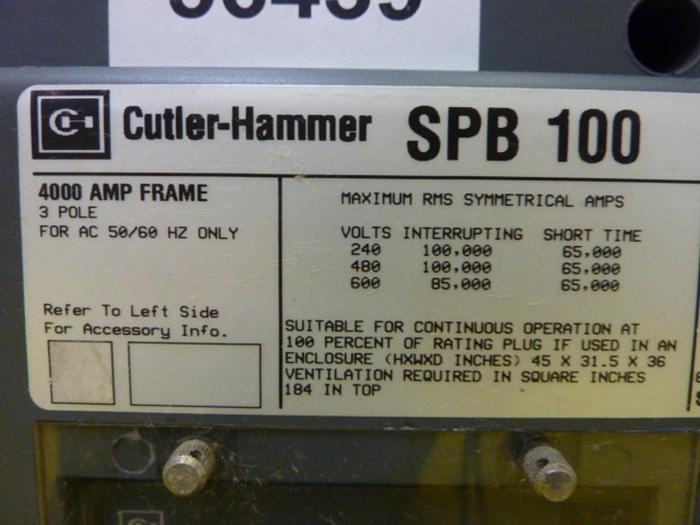 Cutler-Hammer SPB 100
4000 AMP FRAME
3 POLE
FOR AC 50/60 HZ ONLY
Refer To Left Side
For Accessory Info.
MAXIMUM RMS SYMMETRICAL AMPS
VOLTS INTERRUPTING SHORT TIME
240 100,000 65,000
480 100,000 65,000
600 85,000 65,000
SUITABLE FOR CONTINUOUS OPERATION AT
100 PERCENT OF RATING PLUG IF USED IN AN
ENCLOSURE (HXWXD INCHES) 45 X 31.5 X 36
VENTILATION REQUIRED IN SQUARE INCHES
184 IN TOP